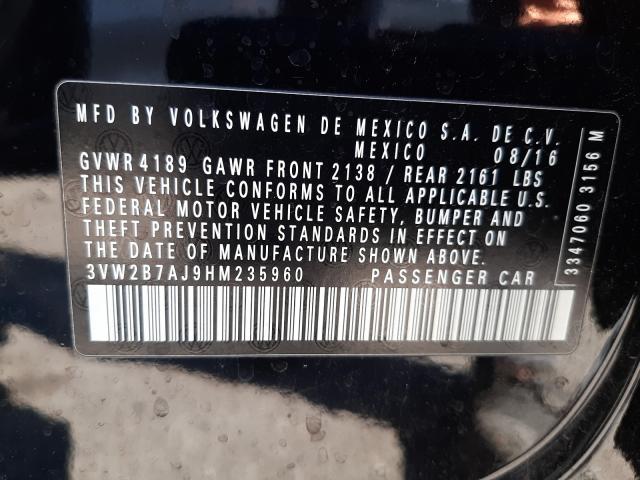 MFD BY VOLKSWAGEN DE MEXICO S.A. DE C.V.
MEXICO 08/16
GVWR 4189 GAWR FRONT 2138 / REAR 2161 LBS
THIS VEHICLE CONFORMS TO ALL APPLICABLE U.S.
FEDERAL MOTOR VEHICLE SAFETY, BUMPER AND
THEFT PREVENTION STANDARDS IN EFFECT ON
THE DATE OF MANUFACTURE SHOWN ABOVE.
3VW2B7AJ9HM235960 PASSENGER CAR
3347060 3156 M